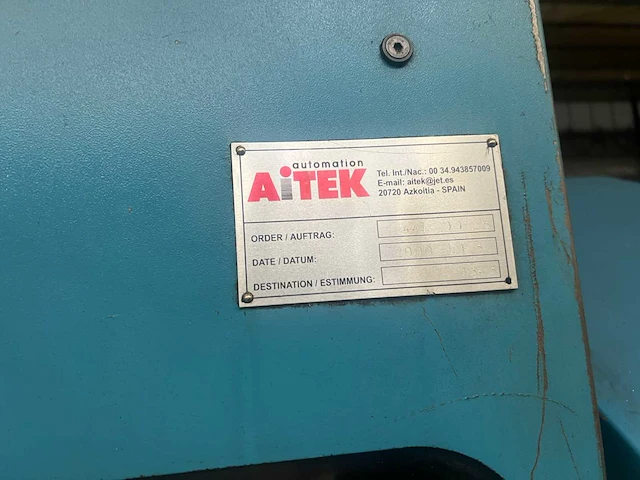 automation
AiTEK
Tel. Int./Nac.: 00 34.943857009
E-mail: aitek@jet.es
20720 Azkoitia - SPAIN
ORDER / AUFTRAG:
DATE / DATUM:
DESTINATION / ESTIMMUNG: